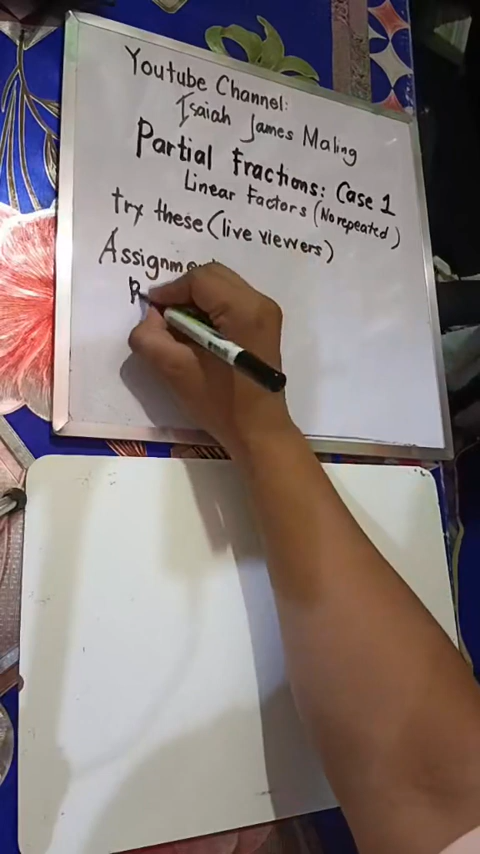 Youtube Channel:
Isaiah James Maling
Partial Fractions: Case 1
Linear Factors (No repeated)
try these (live viewers)